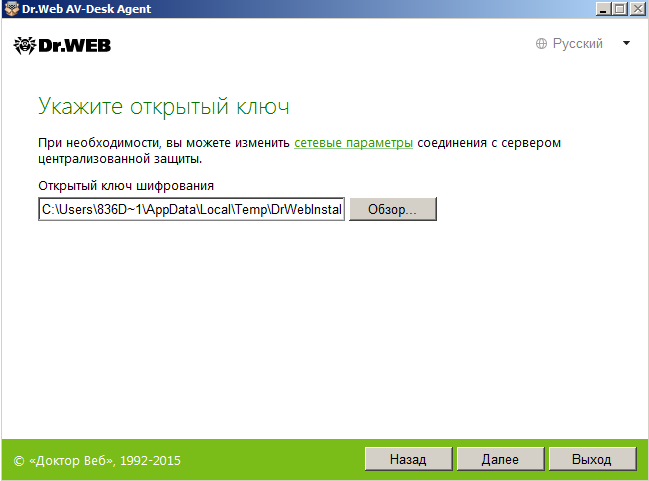 Dr.Web AV-Desk Agent
Dr.WEB
Русский
Укажите открытый ключ
При необходимости, вы можете изменить сетевые параметры соединения с сервером
централизованной защиты.
Открытый ключ шифрования
C:\Users\836D~1\AppData\Local\Temp\DrWebInstal
Обзор...
© «Доктор Веб», 1992-2015
Назад
Далее
Выход